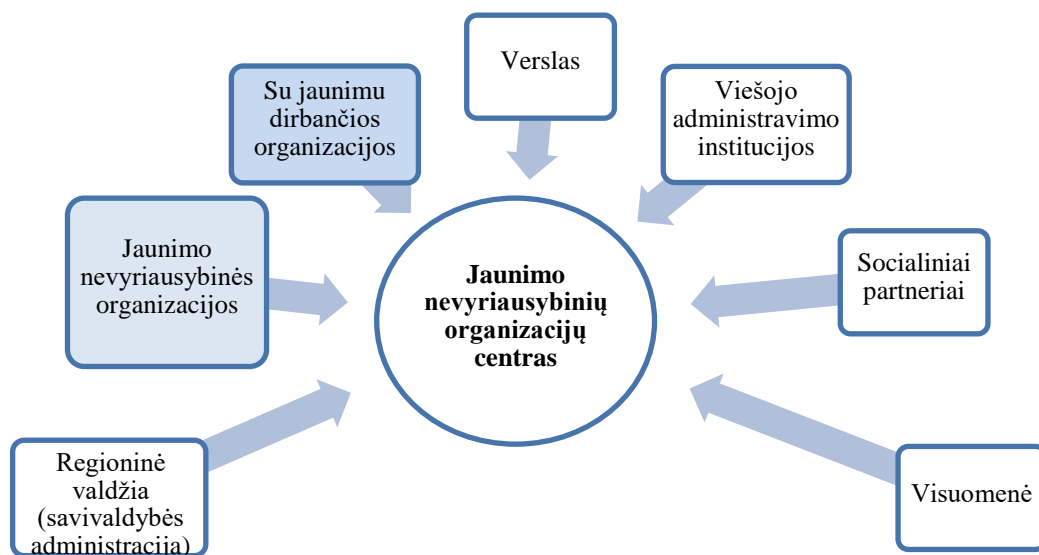 Verslas
Su jaunimu
dirbančios
organizacijos
Viešojo
administravimo
institucijos
Jaunimo
nevyriausybinės
organizacijos
Jaunimo
nevyriausybinių
organizacijų
centras
Socialiniai
partneriai
Regioninė
valdžia
(savivaldybės
administracija)
Visuomenė